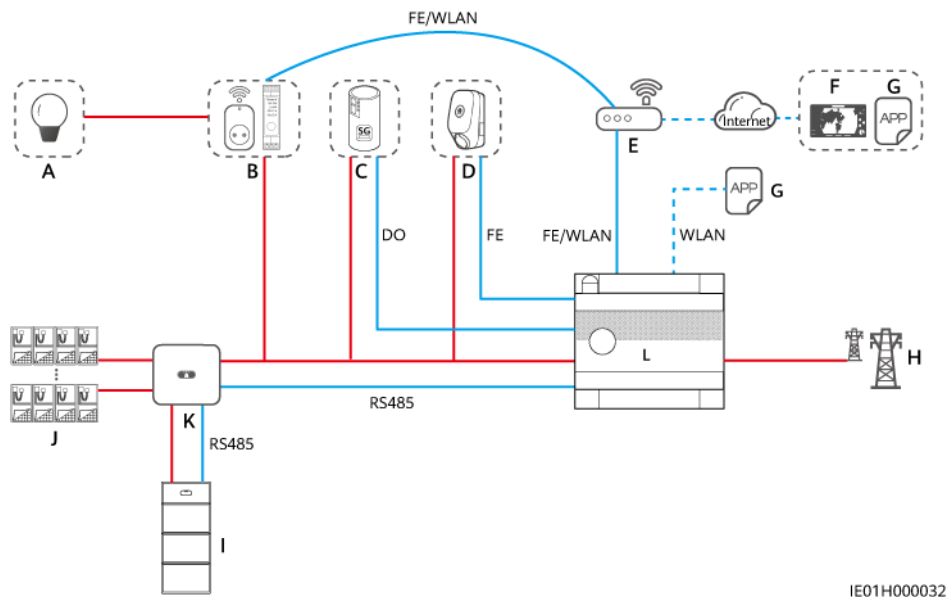 FE/WLAN
F
G
APP
Internet
SG
A
B
C
D
E
APP
G
DO
FE
FE/WLAN
WLAN
L
H
RS485
J
K
RS485
I
IE01H000032